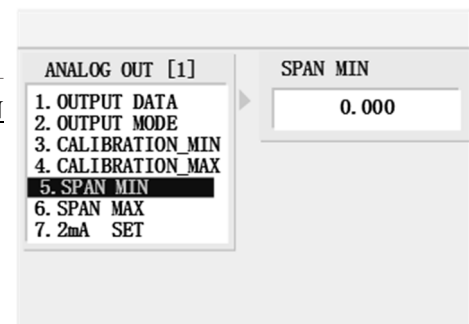 ANALOG OUT [1]
1. OUTPUT DATA
2. OUTPUT MODE
3. CALIBRATION_MIN
4. CALIBRATION_MAX
5. SPAN MIN
6. SPAN MAX
7. 2mA SET
SPAN MIN
0.000